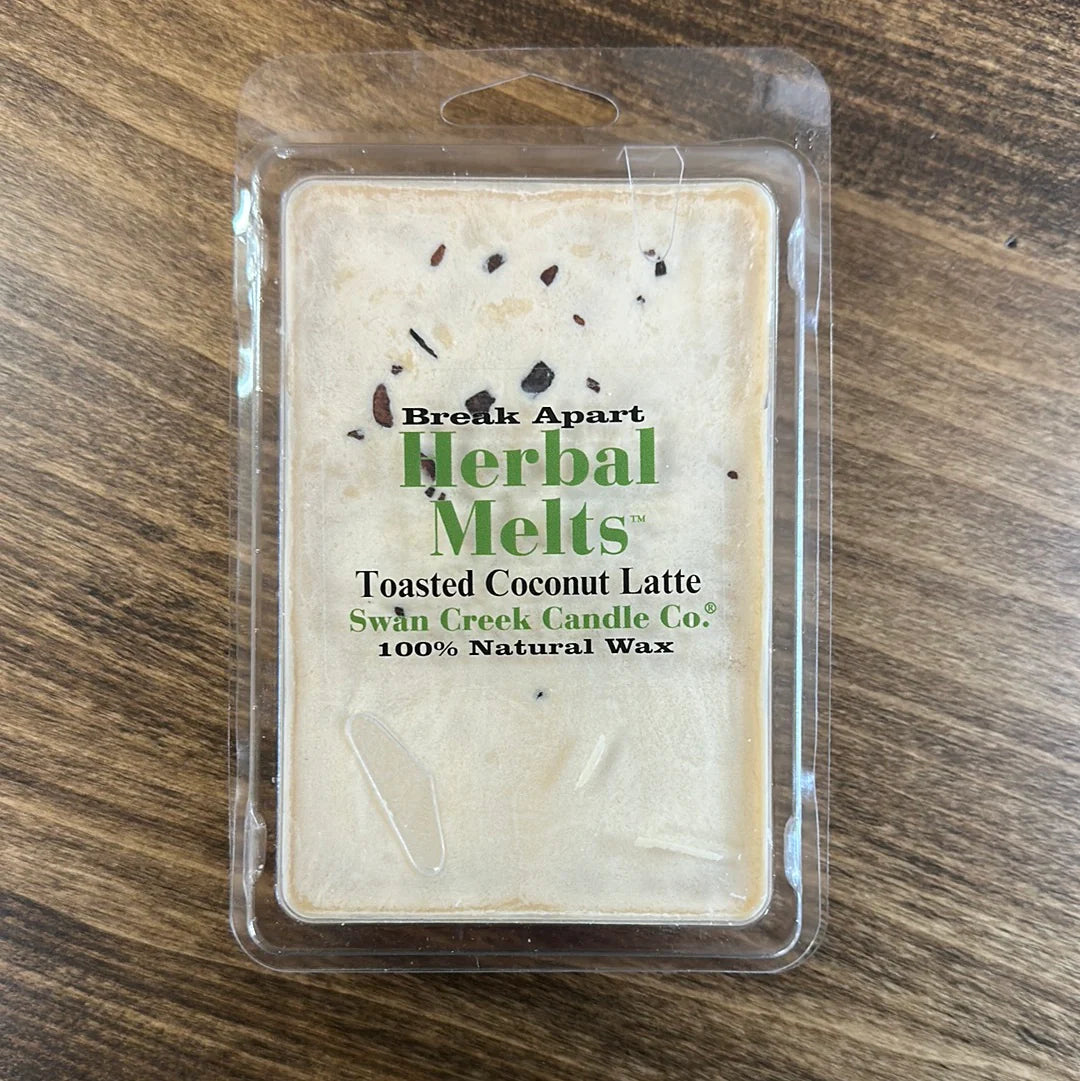 Break Apart
Herbal
Melts™
Toasted Coconut Latte
Swan Creek Candle Co.®
100% Natural Wax